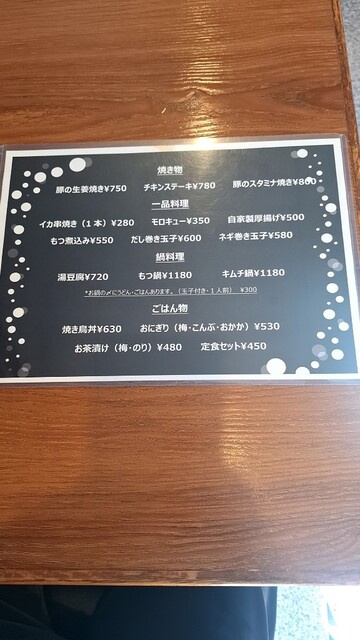 焼き物
豚の生姜焼き¥750 チキンステーキ¥780 豚のスタミナ焼き¥860
一品料理
イカ串焼き（１本）¥280 モロキュー¥350 自家製厚揚げ¥500
もつ煮込み¥550 だし巻き玉子¥600 ネギ巻き玉子¥580
鍋料理
湯豆腐¥720 もつ鍋¥1180 キムチ鍋¥1180
*お鍋の〆にうどん・ごはんあります。（玉子付き・１人前） ¥300
ごはん物
焼き鳥丼¥630 おにぎり（梅・こんぶ・おかか）¥530
お茶漬け（梅・のり）¥480 定食セット¥450